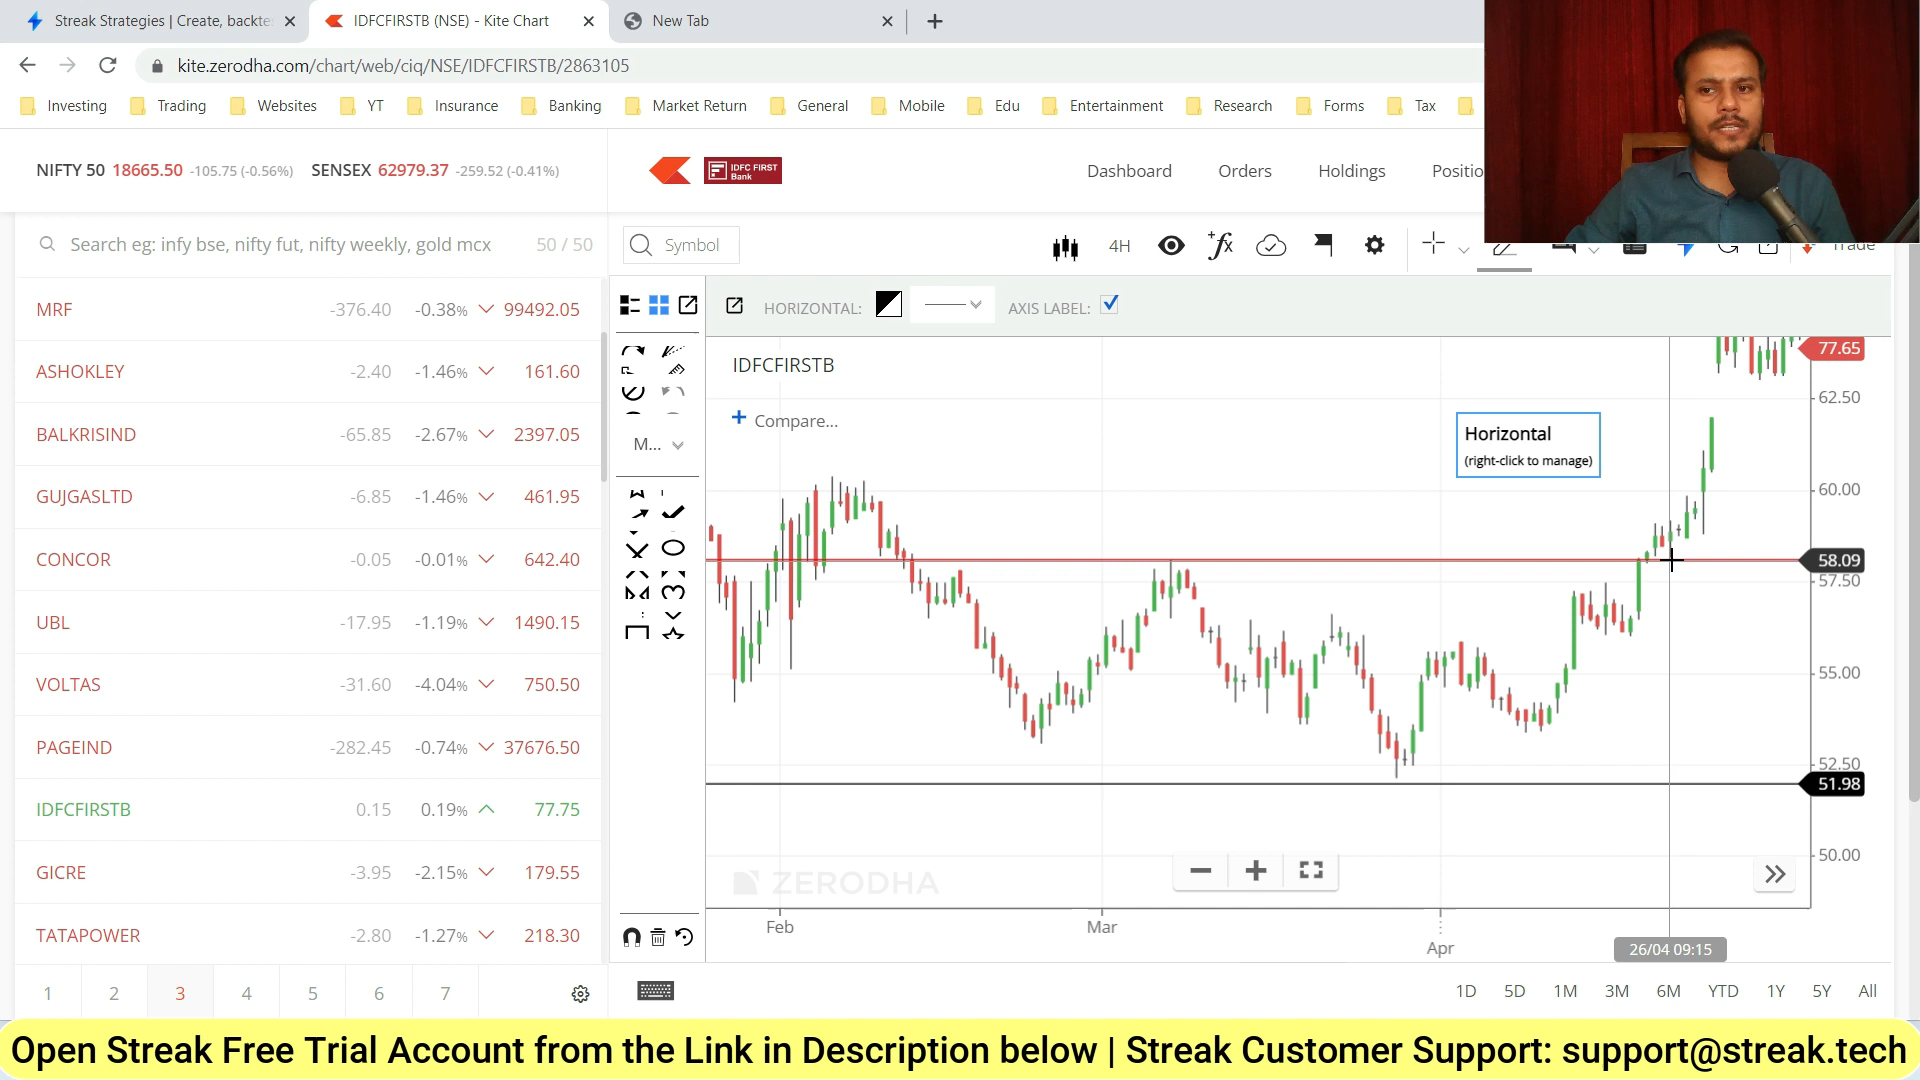 Streak Strategies | Create, backte
IDFCFIRSTB (NSE) - Kite Chart
New Tab
kite.zerodha.com/chart/web/ciq/NSE/IDFCFIRSTB/2863105
Investing Trading Websites YT Insurance Banking Market Return General Mobile Edu Entertainment Research Forms Tax
NIFTY 50 18665.50 -105.75 (-0.56%) SENSEX 62979.37 -259.52 (-0.41%)
IDFC FIRST
Bank
Dashboard Orders Holdings Positio
Search eg: infy bse, nifty fut, nifty weekly, gold mcx 50 / 50
Symbol
4H
Trade
MRF -376.40 -0.38% 99492.05
ASHOKLEY -2.40 -1.46% 161.60
BALKRISIND -65.85 -2.67% 2397.05
GUJGASLTD -6.85 -1.46% 461.95
CONCOR -0.05 -0.01% 642.40
UBL -17.95 -1.19% 1490.15
VOLTAS -31.60 -4.04% 750.50
PAGEIND -282.45 -0.74% 37676.50
IDFCFIRSTB 0.15 0.19% 77.75
GICRE -3.95 -2.15% 179.55
TATAPOWER -2.80 -1.27% 218.30
1 2 3 4 5 6 7
HORIZONTAL: AXIS LABEL:
M...
IDFCFIRSTB
Compare...
Horizontal
(right-click to manage)
77.65
62.50
60.00
58.09
57.50
55.00
52.50
51.98
50.00
ZERODHA
Feb Mar Apr
26/04 09:15
1D 5D 1M 3M 6M YTD 1Y 5Y All
Open Streak Free Trial Account from the Link in Description below | Streak Customer Support: support@streak.tech